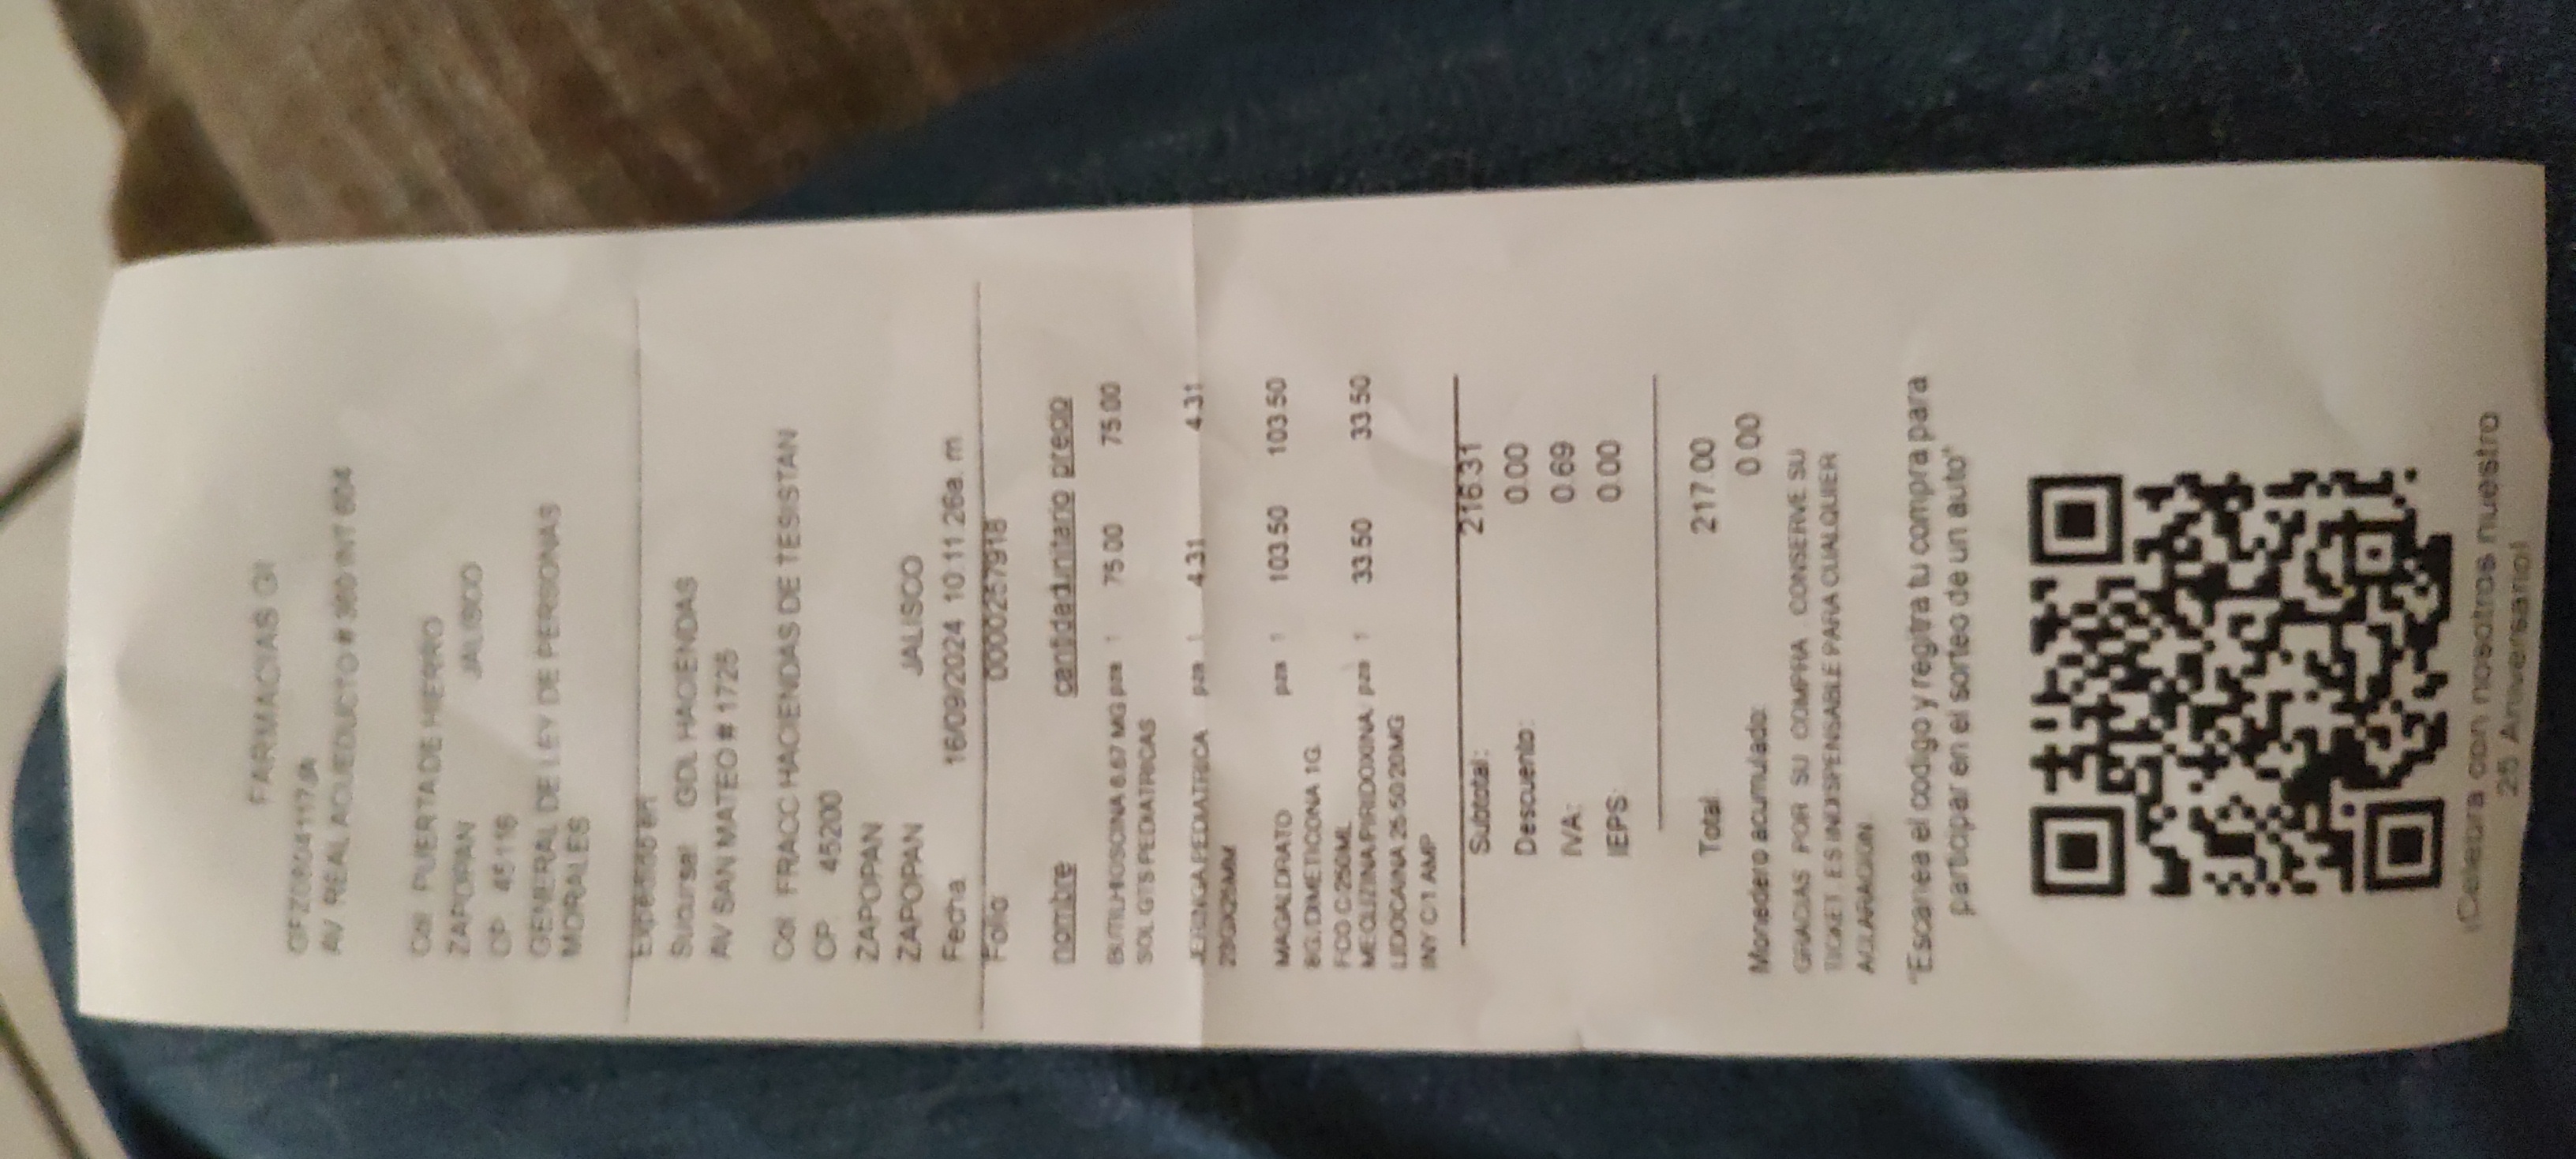 FARMACIAS GI
AV REAL ACUEDUCTO # 360 INT 604
Col PUERTA DE HIERRO
ZAPOPAN JALISCO
CP 45116
GENERAL DE LEY DE PERSONAS
MORALES
Expedido en
Sucursal GDL HACIENDAS
AV SAN MATEO # 1725
Col FRACC HACIENDAS DE TESISTAN
CP 45200
ZAPOPAN
ZAPOPAN JALISCO
Fecha 16/09/2024 10 11 26a. m
Folio 0000257918
nombre cantidad unitario precio
BUTILHIOSCINA 6.67 MG pza 1 75.00 75.00
SOL GTS PEDIATRICAS
JERINGA PEDIATRICA pza 1 4.31 4.31
MAGALDRATO pza 1 103.50 103.50
8G, DIMETICONA 1G.
FCO C-250ML
MECLIZINA/PIRIDOXINA. pza 1 33.50 33.50
LIDOCAINA 25-50 20MG
INY C/1 AMP
Subtotal: 216.31
Descuento: 0.00
IVA: 0.69
IEPS: 0.00
Total: 217.00
Monedero acumulado: 0.00
GRACIAS POR SU COMPRA CONSERVE SU
TICKET ES INDISPENSABLE PARA CUALQUIER
ACLARACION.
"Escanea el codigo y regitra tu compra para
participar en el sorteo de un auto"
¡Celebra con nosotros nuestro
25 Aniversario!